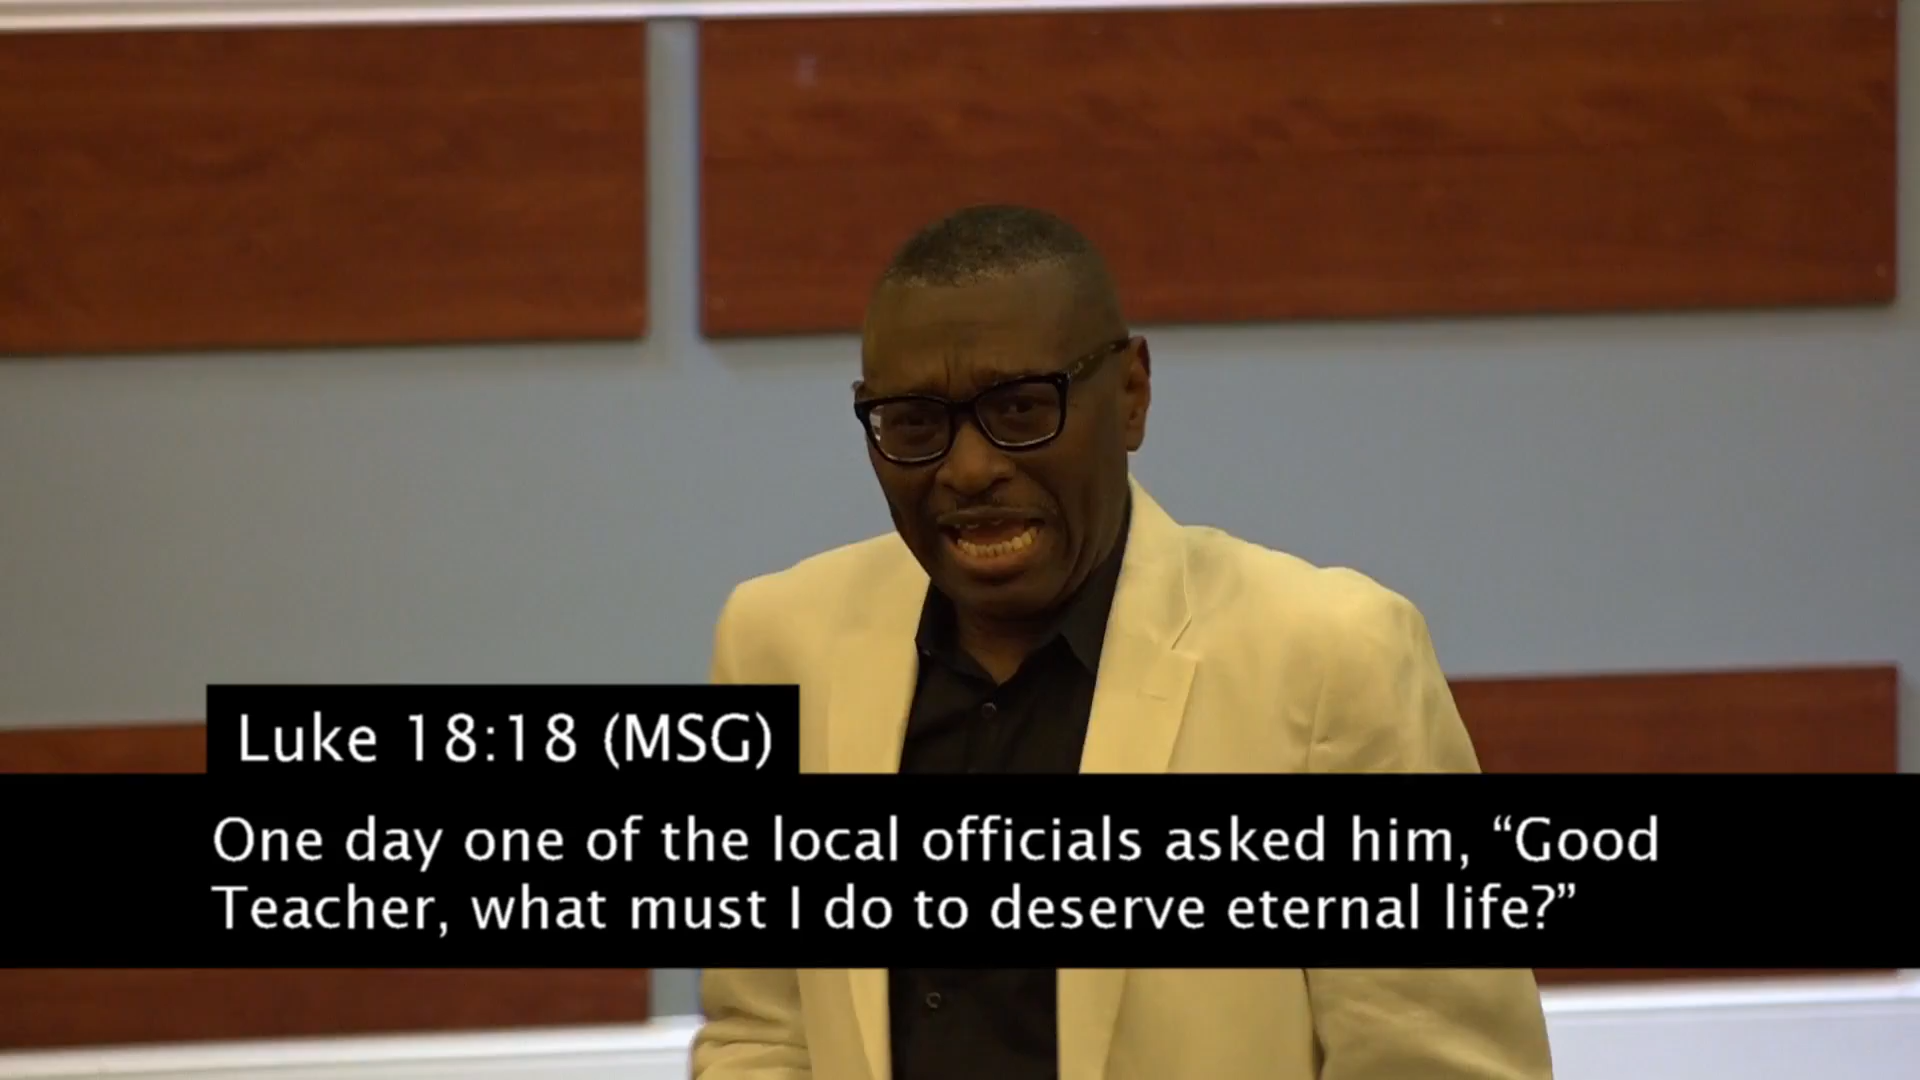 Luke 18:18 (MSG)
One day one of the local officials asked him, “Good
Teacher, what must I do to deserve eternal life?”